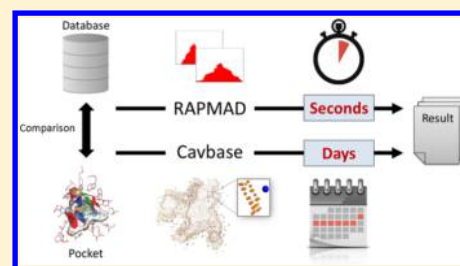 Database
RAPMAD
Seconds
Result
Comparison
Cavbase
Days
Pocket